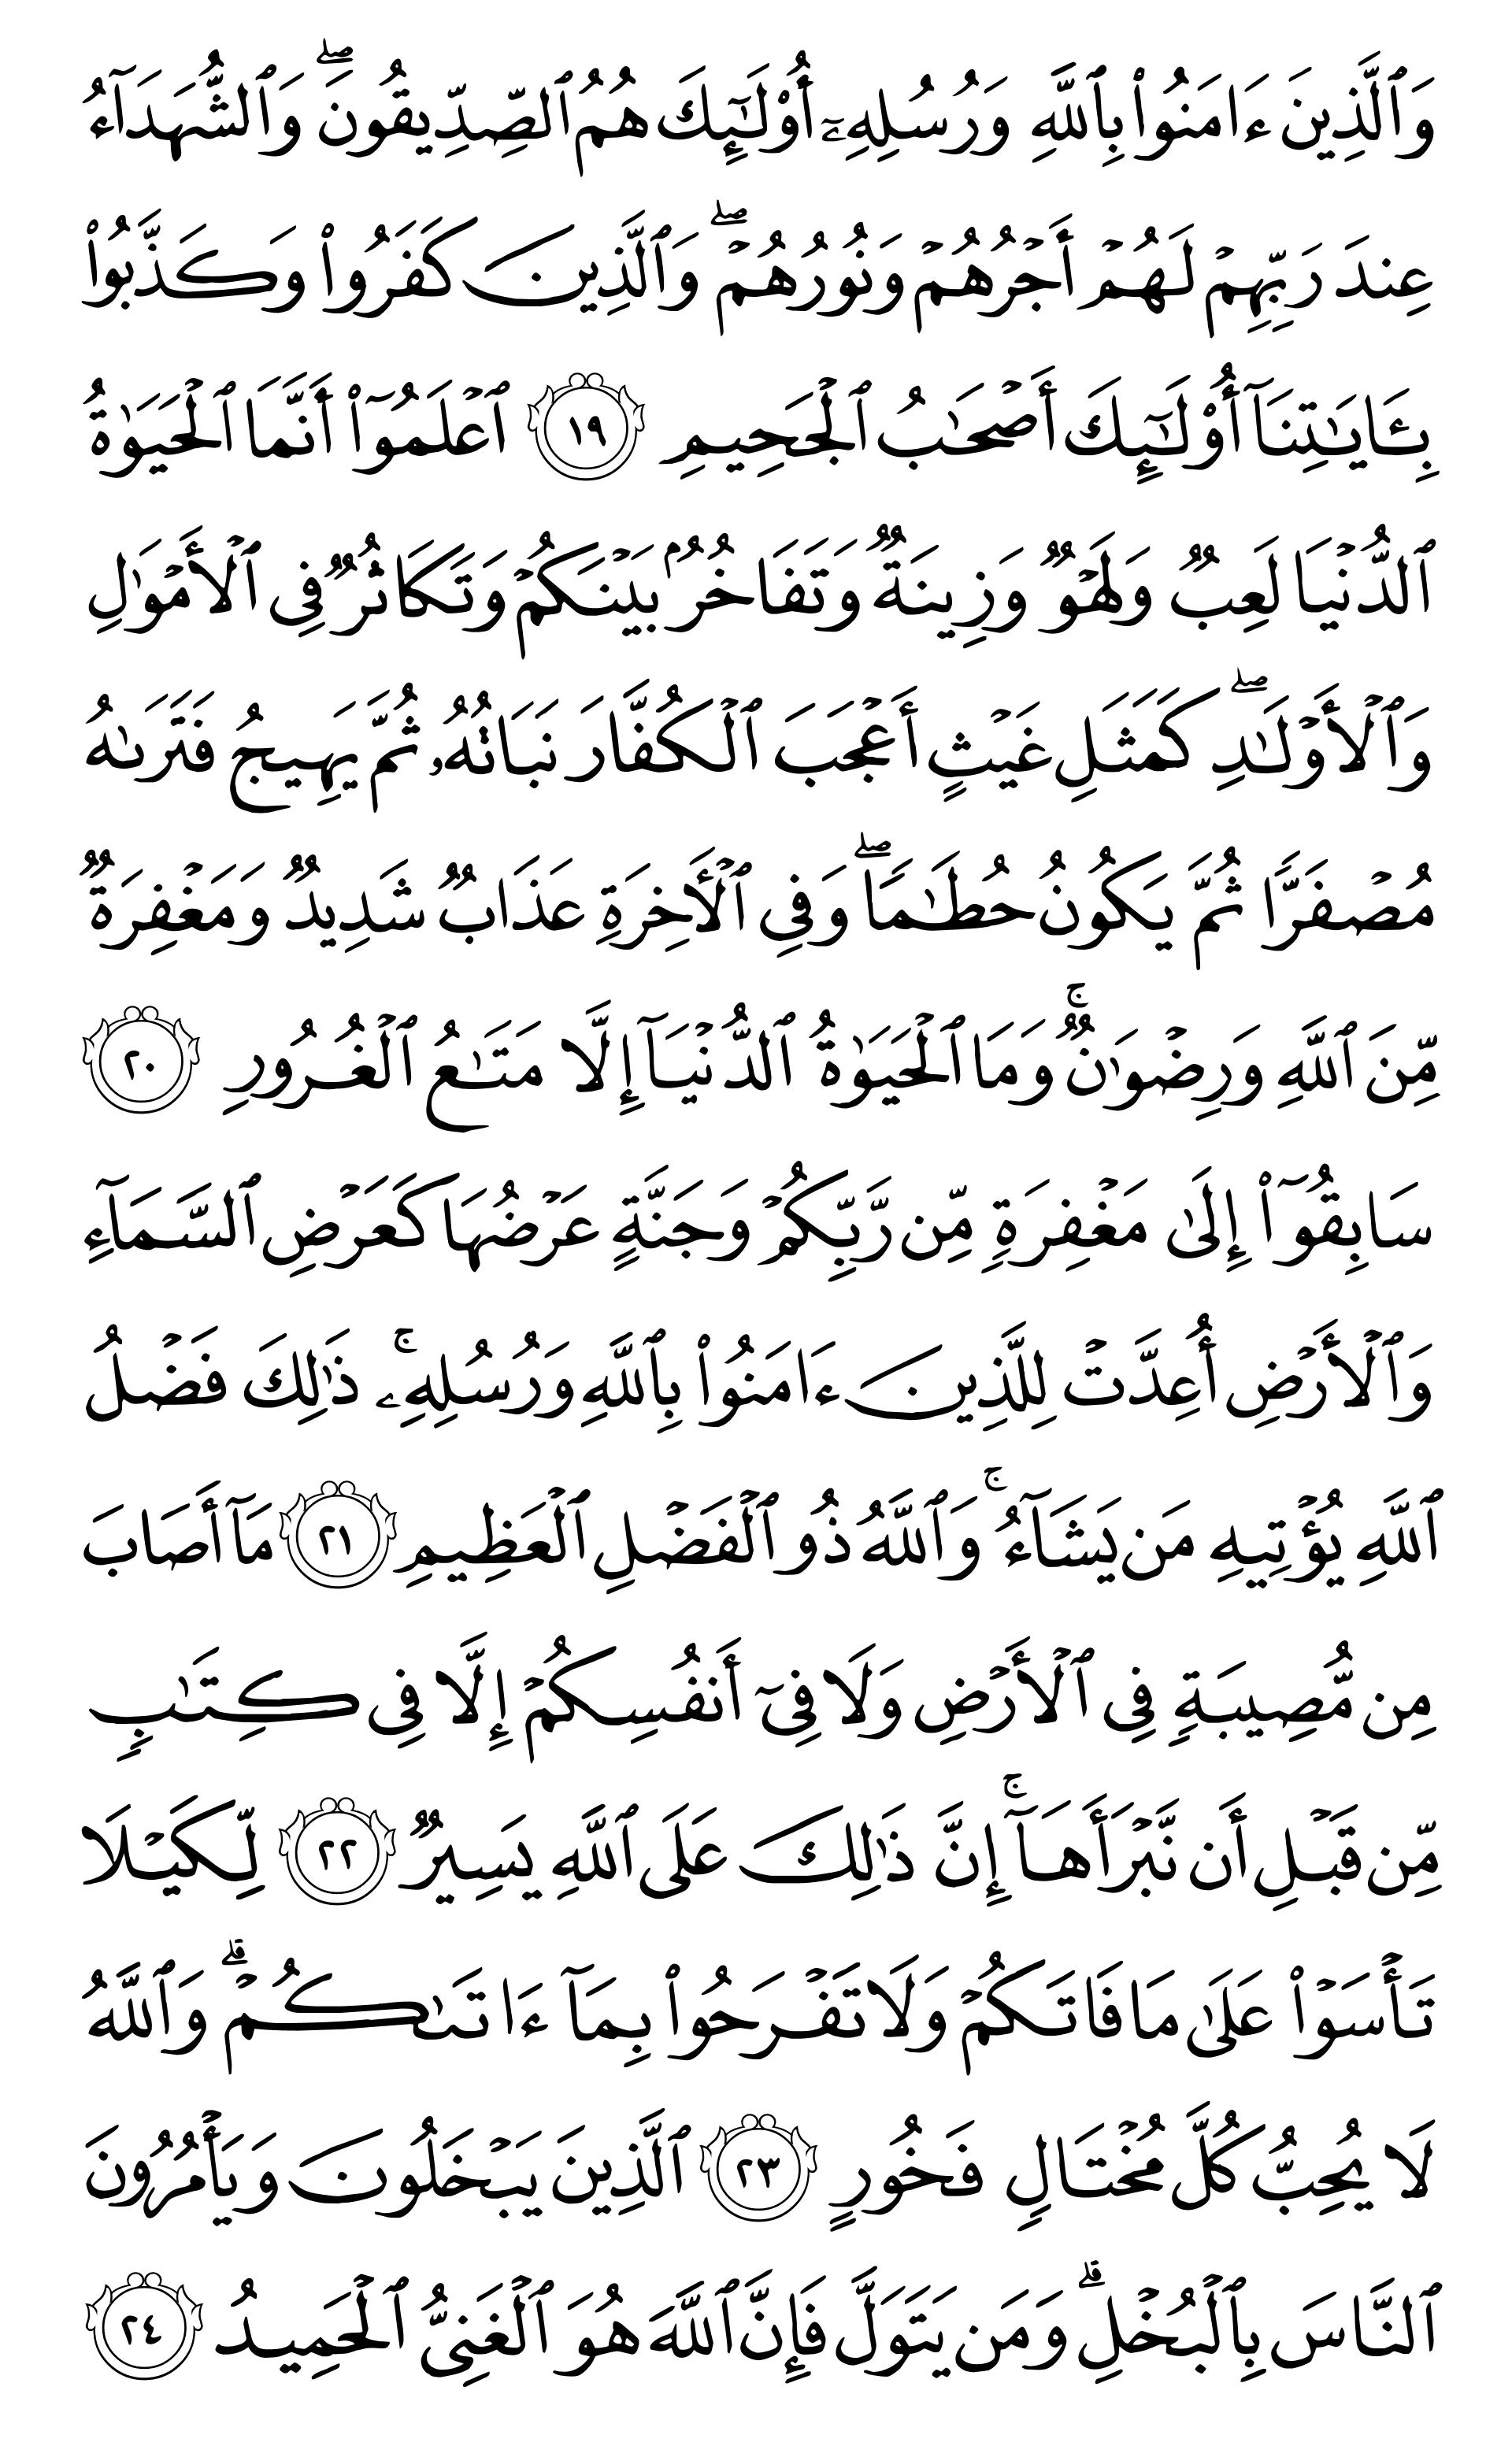 وَٱلَّذِينَ ءَامَنُوا۟ بِٱللَّهِ وَرُسُلِهِۦٓ أُو۟لَـٰٓئِكَ هُمُ ٱلصِّدِّيقُونَ ۖ وَٱلشُّهَدَآءُ
عِندَ رَبِّهِمْ لَهُمْ أَجْرُهُمْ وَنُورُهُمْ ۖ وَٱلَّذِينَ كَفَرُوا۟ وَكَذَّبُوا۟
بِـَٔايَـٰتِنَآ أُو۟لَـٰٓئِكَ أَصْحَـٰبُ ٱلْجَحِيمِ ١٩ ٱعْلَمُوٓا۟ أَنَّمَا ٱلْحَيَوٰةُ
ٱلدُّنْيَا لَعِبٌ وَلَهْوٌ وَزِينَةٌ وَتَفَاخُرٌۢ بَيْنَكُمْ وَتَكَاثُرٌ فِى ٱلْأَمْوَٰلِ
وَٱلْأَوْلَـٰدِ ۖ كَمَثَلِ غَيْثٍ أَعْجَبَ ٱلْكُفَّارَ نَبَاتُهُۥ ثُمَّ يَهِيجُ فَتَرَىٰهُ
مُصْفَرًّا ثُمَّ يَكُونُ حُطَـٰمًا ۖ وَفِى ٱلْـَٔاخِرَةِ عَذَابٌ شَدِيدٌ وَمَغْفِرَةٌ
مِّنَ ٱللَّهِ وَرِضْوَٰنٌ ۚ وَمَا ٱلْحَيَوٰةُ ٱلدُّنْيَآ إِلَّا مَتَـٰعُ ٱلْغُرُورِ ٢٠
سَابِقُوٓا۟ إِلَىٰ مَغْفِرَةٍ مِّن رَّبِّكُمْ وَجَنَّةٍ عَرْضُهَا كَعَرْضِ ٱلسَّمَآءِ
وَٱلْأَرْضِ أُعِدَّتْ لِلَّذِينَ ءَامَنُوا۟ بِٱللَّهِ وَرُسُلِهِۦ ۚ ذَٰلِكَ فَضْلُ
ٱللَّهِ يُؤْتِيهِ مَن يَشَآءُ ۚ وَٱللَّهُ ذُو ٱلْفَضْلِ ٱلْعَظِيمِ ٢١ مَآ أَصَابَ
مِن مُّصِيبَةٍ فِى ٱلْأَرْضِ وَلَا فِىٓ أَنفُسِكُمْ إِلَّا فِى كِتَـٰبٍ
مِّن قَبْلِ أَن نَّبْرَأَهَآ ۚ إِنَّ ذَٰلِكَ عَلَى ٱللَّهِ يَسِيرٌ ٢٢ لِّكَيْلَا
تَأْسَوْا۟ عَلَىٰ مَا فَاتَكُمْ وَلَا تَفْرَحُوا۟ بِمَآ ءَاتَىٰكُمْ ۗ وَٱللَّهُ
لَا يُحِبُّ كُلَّ مُخْتَالٍ فَخُورٍ ٢٣ ٱلَّذِينَ يَبْخَلُونَ وَيَأْمُرُونَ
ٱلنَّاسَ بِٱلْبُخْلِ ۗ وَمَن يَتَوَلَّ فَإِنَّ ٱللَّهَ هُوَ ٱلْغَنِىُّ ٱلْحَمِيدُ ٢٤